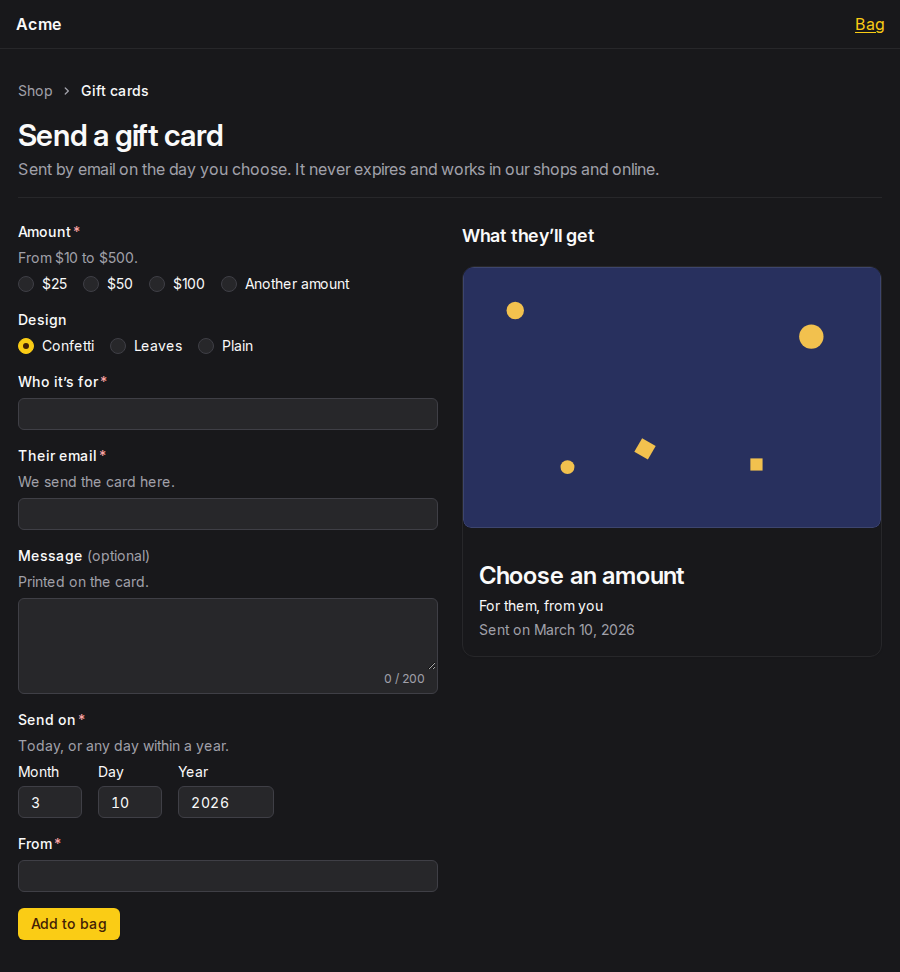 Acme
Bag
Shop > Gift cards
Send a gift card
Sent by email on the day you choose. It never expires and works in our shops and online.
Amount*
From $10 to $500.
$25 $50 $100 Another amount
Design
Confetti Leaves Plain
Who it’s for*
Their email*
We send the card here.
Message (optional)
Printed on the card.
0 / 200
Send on*
Today, or any day within a year.
Month Day Year
3 10 2026
From*
Add to bag
What they’ll get
Choose an amount
For them, from you
Sent on March 10, 2026